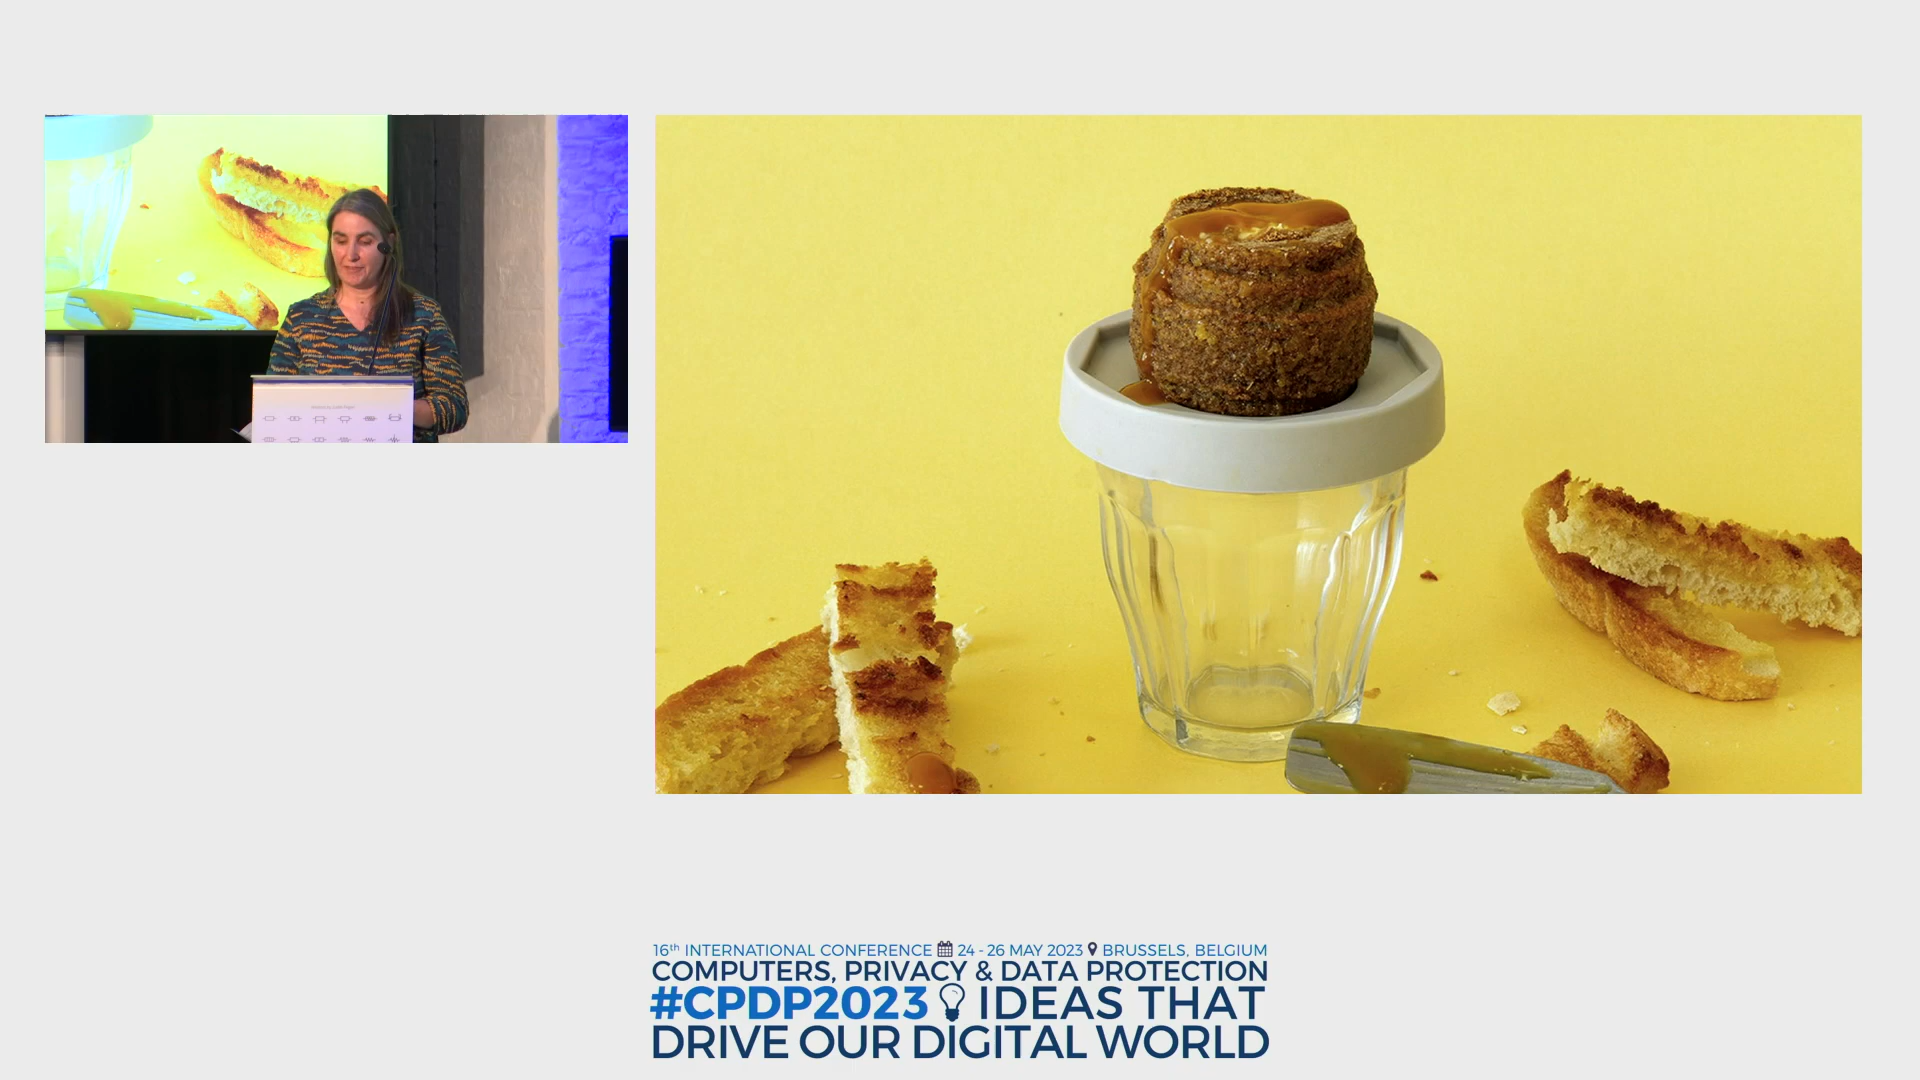 16th INTERNATIONAL CONFERENCE 24 - 26 MAY 2023 BRUSSELS, BELGIUM
COMPUTERS, PRIVACY & DATA PROTECTION
#CPDP2023 IDEAS THAT
DRIVE OUR DIGITAL WORLD